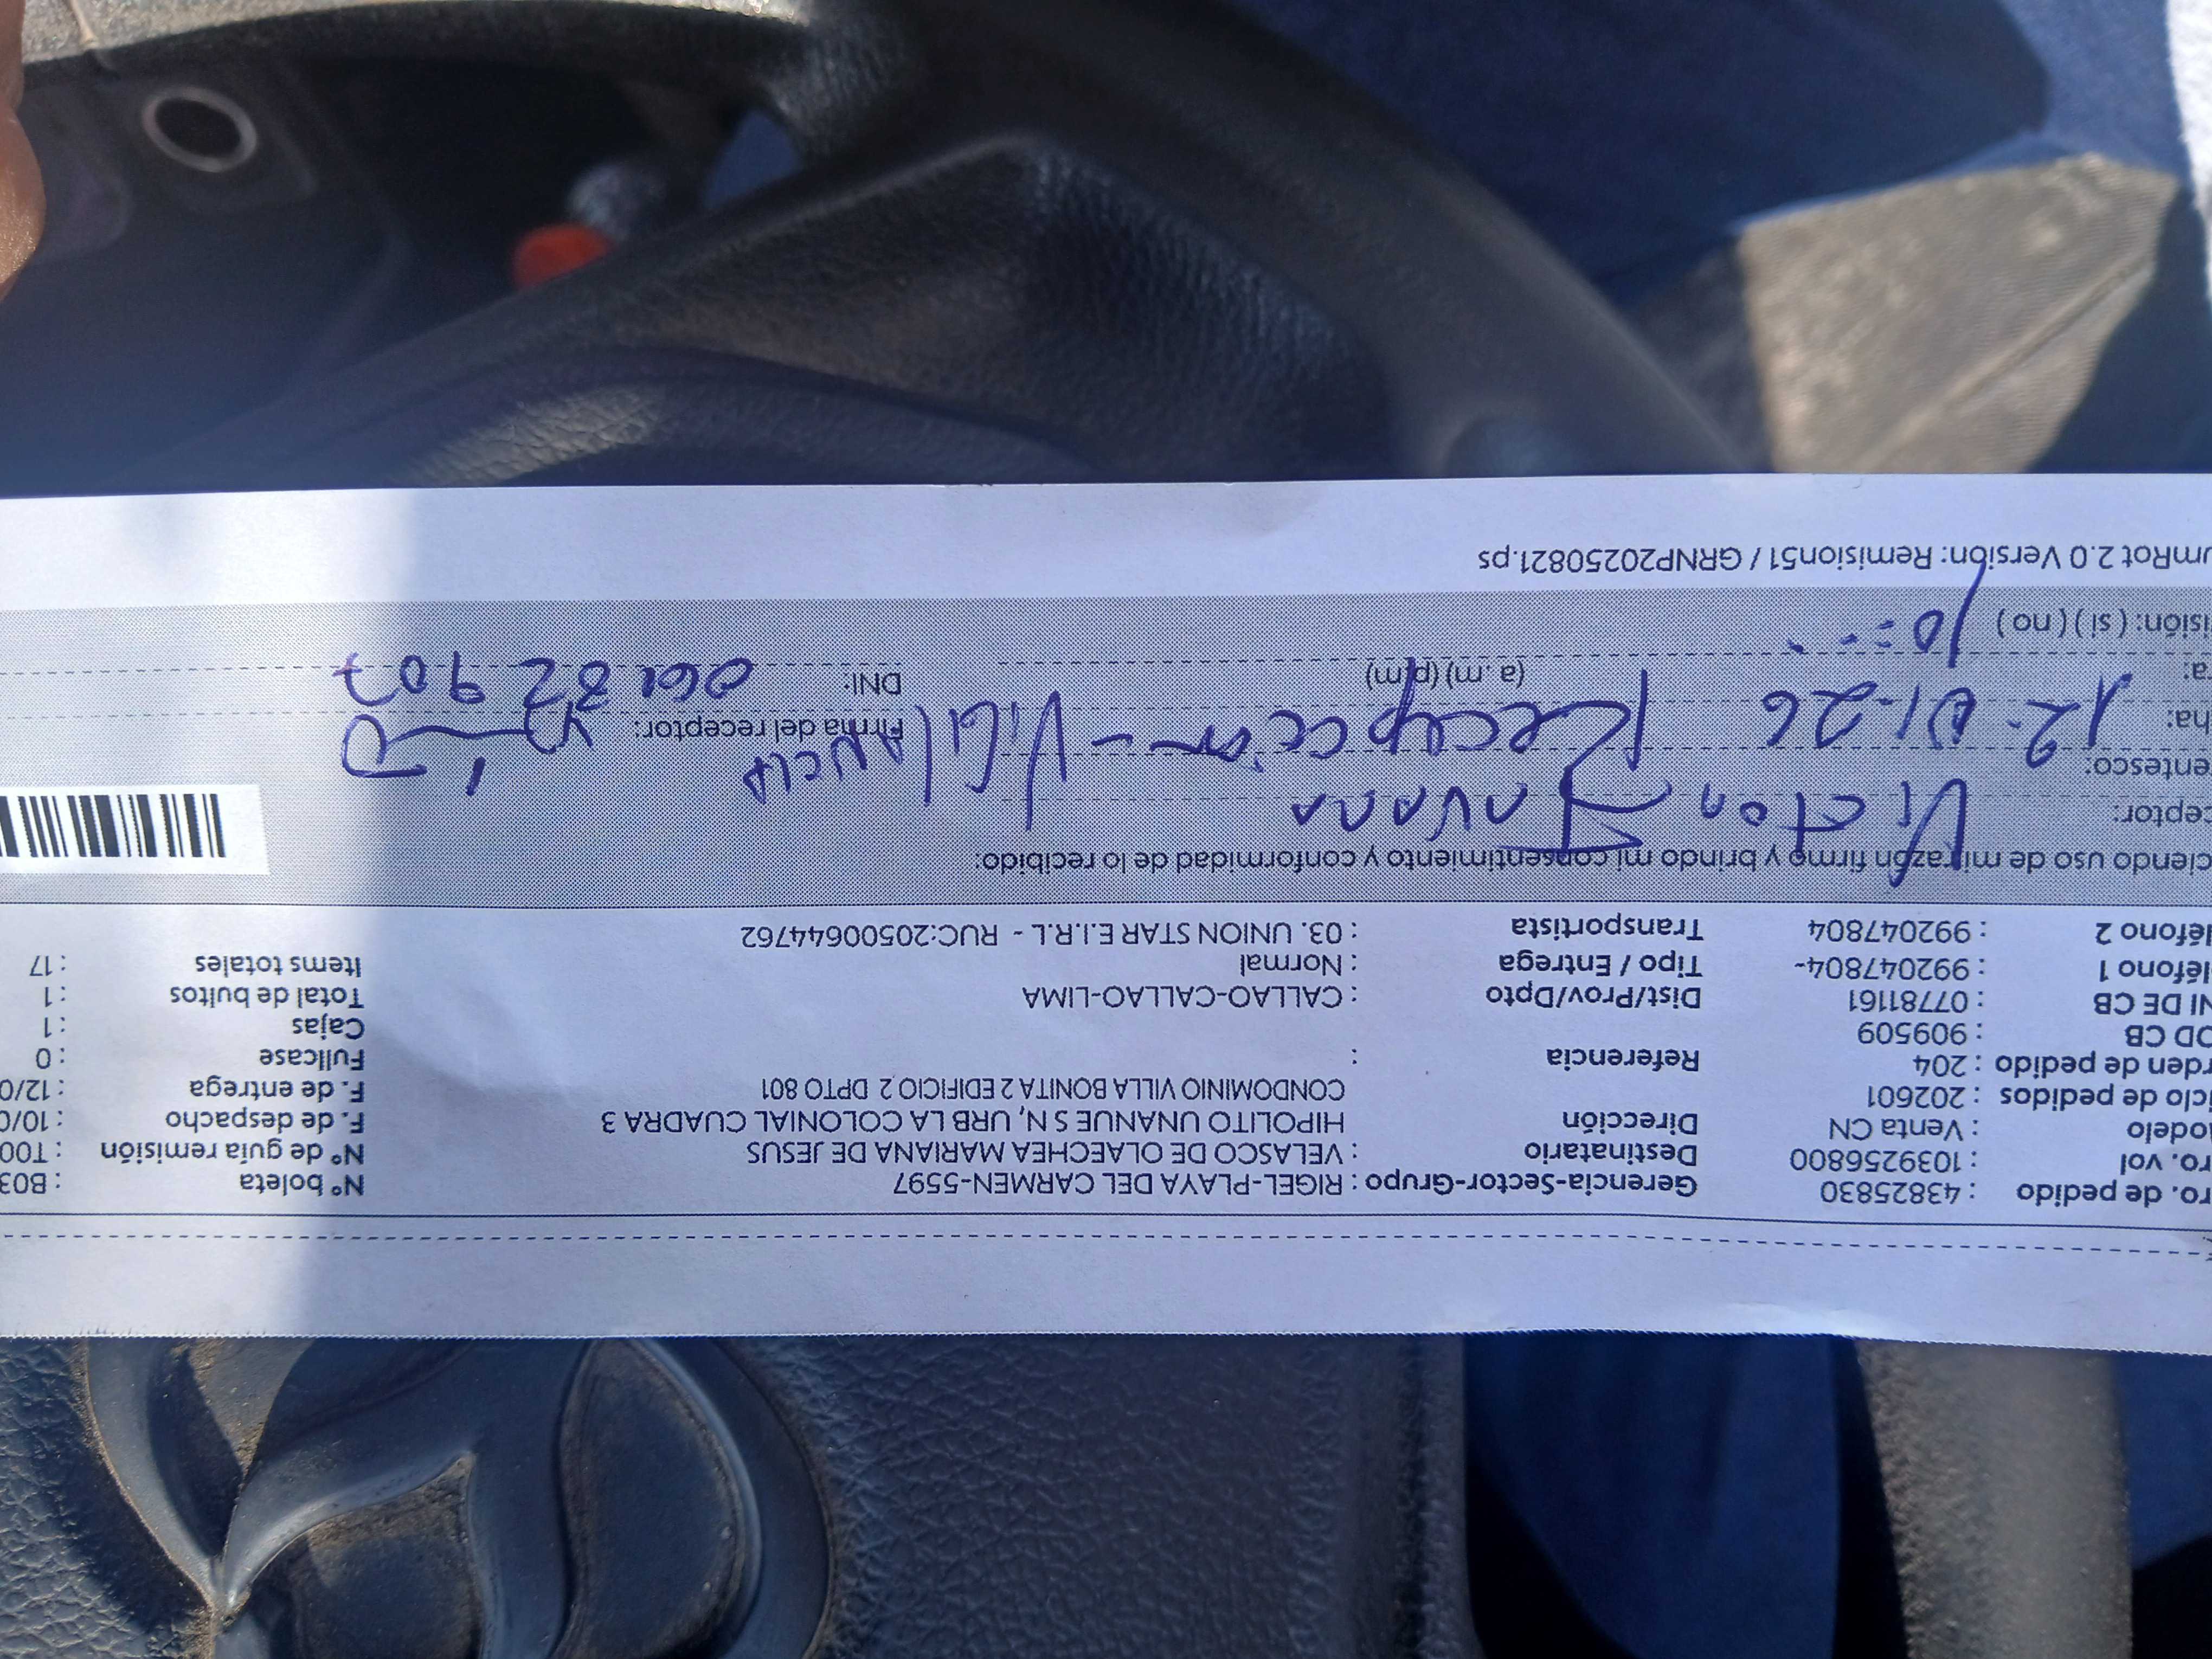 ro. de pedido : 43825830 Gerencia-Sector-Grupo : RIGEL-PLAYA DEL CARMEN-5597 N° boleta : B03
ro. vol : 1039256800 Destinatario : VELASCO DE OLAECHEA MARIANA DE JESUS N° de guía remisión : T00
odelo : Venta CN Dirección HIPOLITO UNANUE S N, URB LA COLONIAL CUADRA 3 F. de despacho : 10/0
iclo de pedidos : 202601 CONDOMINIO VILLA BONITA 2 EDIFICIO 2 DPTO 801 F. de entrega : 12/0
rden de pedido : 204 Referencia : Fullcase : 0
OD CB : 909509 Cajas : 1
NI DE CB : 07781161 Dist/Prov/Dpto : CALLAO-CALLAO-LIMA Total de bultos : 1
léfono 1 : 992047804- Tipo / Entrega : Normal Items totales : 17
léfono 2 : 992047804 Transportista : 03. UNION STAR E.I.R.L - RUC:20500644762
ciendo uso de mi razón firmo y brindo mi consentimiento y conformidad de lo recibido:
ceptor: Victor
entesco: Recepción - ViGilANCIA
ha: 12-01-26 Firma del receptor:
a: 10 (a. m) (p.m) DNI:
isión: ( si ) ( no )
umRot 2.0 Versión: Remision51 / GRNP20250821.ps